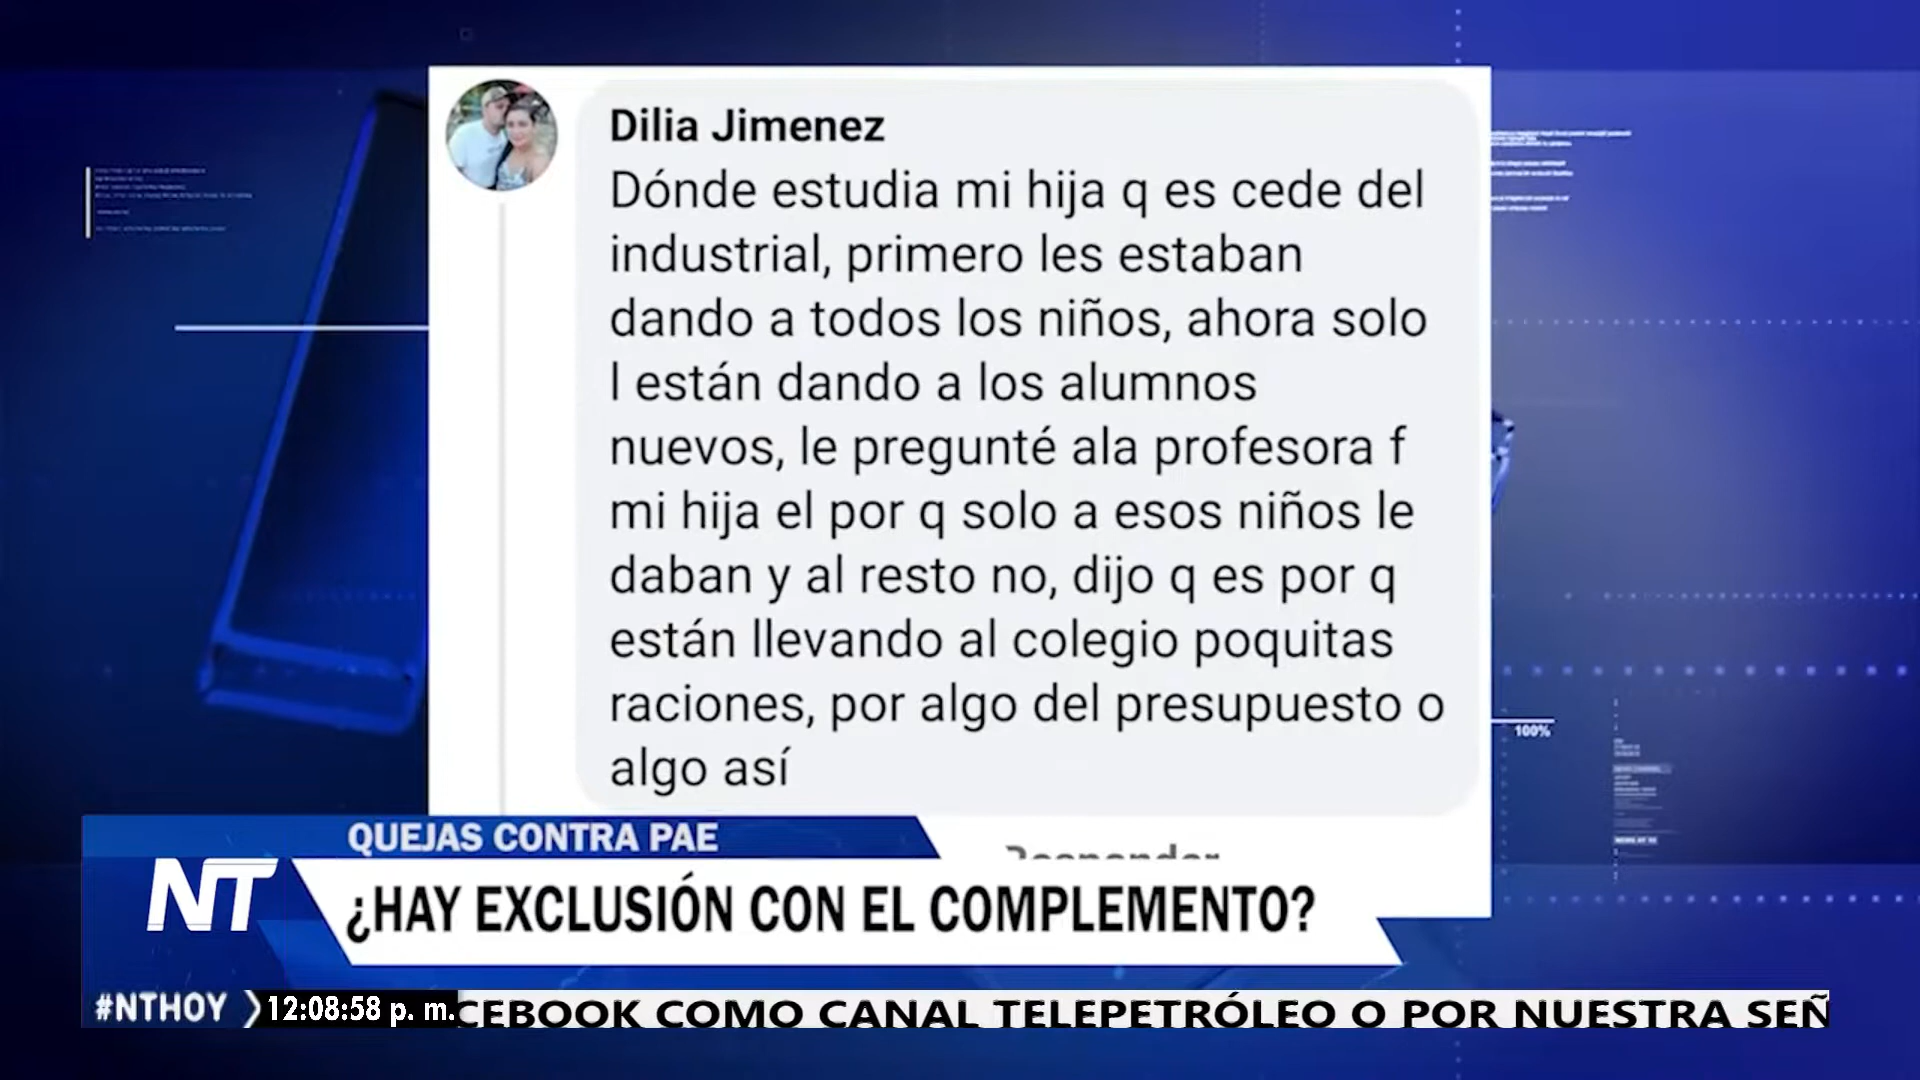 Dilia Jimenez
Dónde estudia mi hija q es cede del
industrial, primero les estaban
dando a todos los niños, ahora solo
l están dando a los alumnos
nuevos, le pregunté ala profesora f
mi hija el por q solo a esos niños le
daban y al resto no, dijo q es por q
están llevando al colegio poquitas
raciones, por algo del presupuesto o
algo así
100%
QUEJAS CONTRA PAE
NT
¿HAY EXCLUSIÓN CON EL COMPLEMENTO?
#NTHOY
12:08:58 p. m.
CEBOOK COMO CANAL TELEPETRÓLEO O POR NUESTRA SEÑ